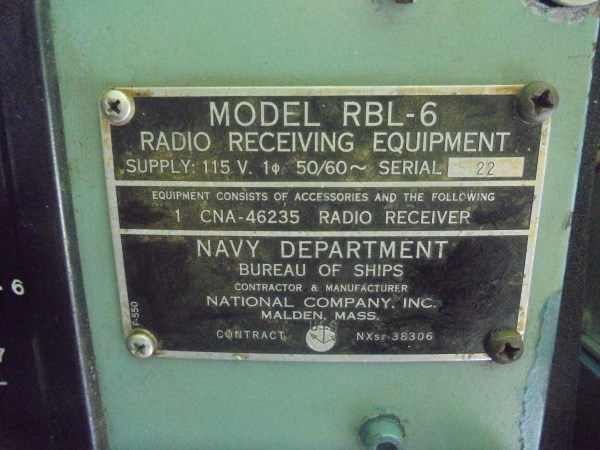 MODEL RBL-6
RADIO RECEIVING EQUIPMENT
SUPPLY: 115 V. 1ϕ 50/60~ SERIAL 22
EQUIPMENT CONSISTS OF ACCESSORIES AND THE FOLLOWING
1 CNA-46235 RADIO RECEIVER
NAVY DEPARTMENT
BUREAU OF SHIPS
CONTRACTOR & MANUFACTURER
NATIONAL COMPANY, INC.
MALDEN, MASS.
CONTRACT NXsr-38306
F-550
- 6
7